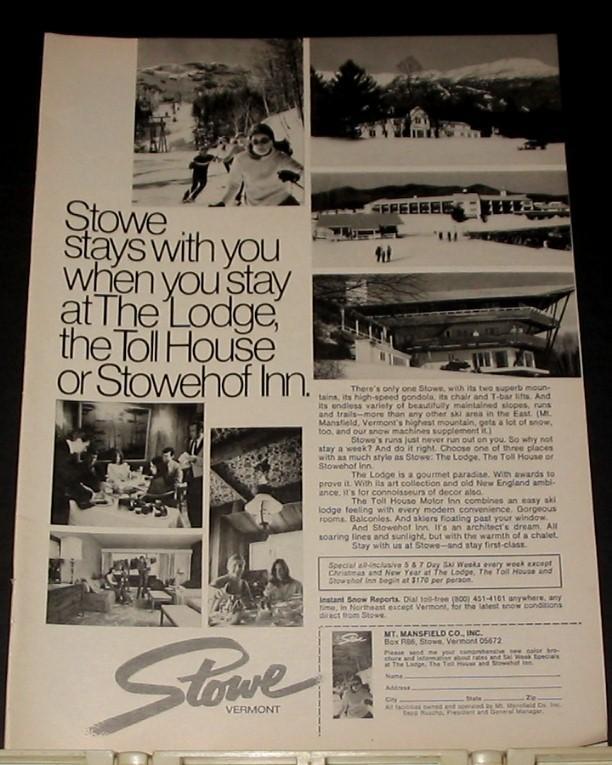 Stowe
stays with you
when you stay
at The Lodge,
the Toll House
or Stowehof Inn.
There's only one Stowe, with its two superb moun-
tains, its high-speed gondola, its chair and T-bar lifts. And
its endless variety of beautifully maintained slopes, runs
and trails—more than any other ski area in the East. (Mt.
Mansfield, Vermont's highest mountain, gets a lot of snow,
too, and our snow machines supplement it.)
Stowe's runs just never run out on you. So why not
stay a week? And do it right. Choose one of three places
with as much style as Stowe: The Lodge, The Toll House or
Stowehof Inn.
The Lodge is a gourmet paradise. With awards to
prove it. With its art collection and old New England ambi-
ance, it's for connoisseurs of decor also.
The Toll House Motor Inn combines an easy ski
lodge feeling with every modern convenience. Gorgeous
rooms. Balconies. And skiers floating past your window.
And Stowehof Inn. It's an architect's dream. All
soaring lines and sunlight, but with the warmth of a chalet.
Stay with us at Stowe—and stay first-class.
Special all-inclusive 5 & 7 Day Ski Weeks every week except
Christmas and New Year at The Lodge, The Toll House and
Stowehof Inn begin at $170 per person.
Instant Snow Reports. Dial toll-free (800) 451-4161 anywhere, any
time, in Northeast except Vermont, for the latest snow conditions
direct from Stowe.
MT. MANSFIELD CO., INC.
Box R86, Stowe, Vermont 05672
Please send me your comprehensive new color bro-
chure and information about rates and Ski Week Specials
at The Lodge, The Toll House and Stowehof Inn.
Name
Address
City State Zip
All facilities owned and operated by Mt. Mansfield Co. Inc.
Sepp Ruschp, President and General Manager.
Stowe
VERMONT